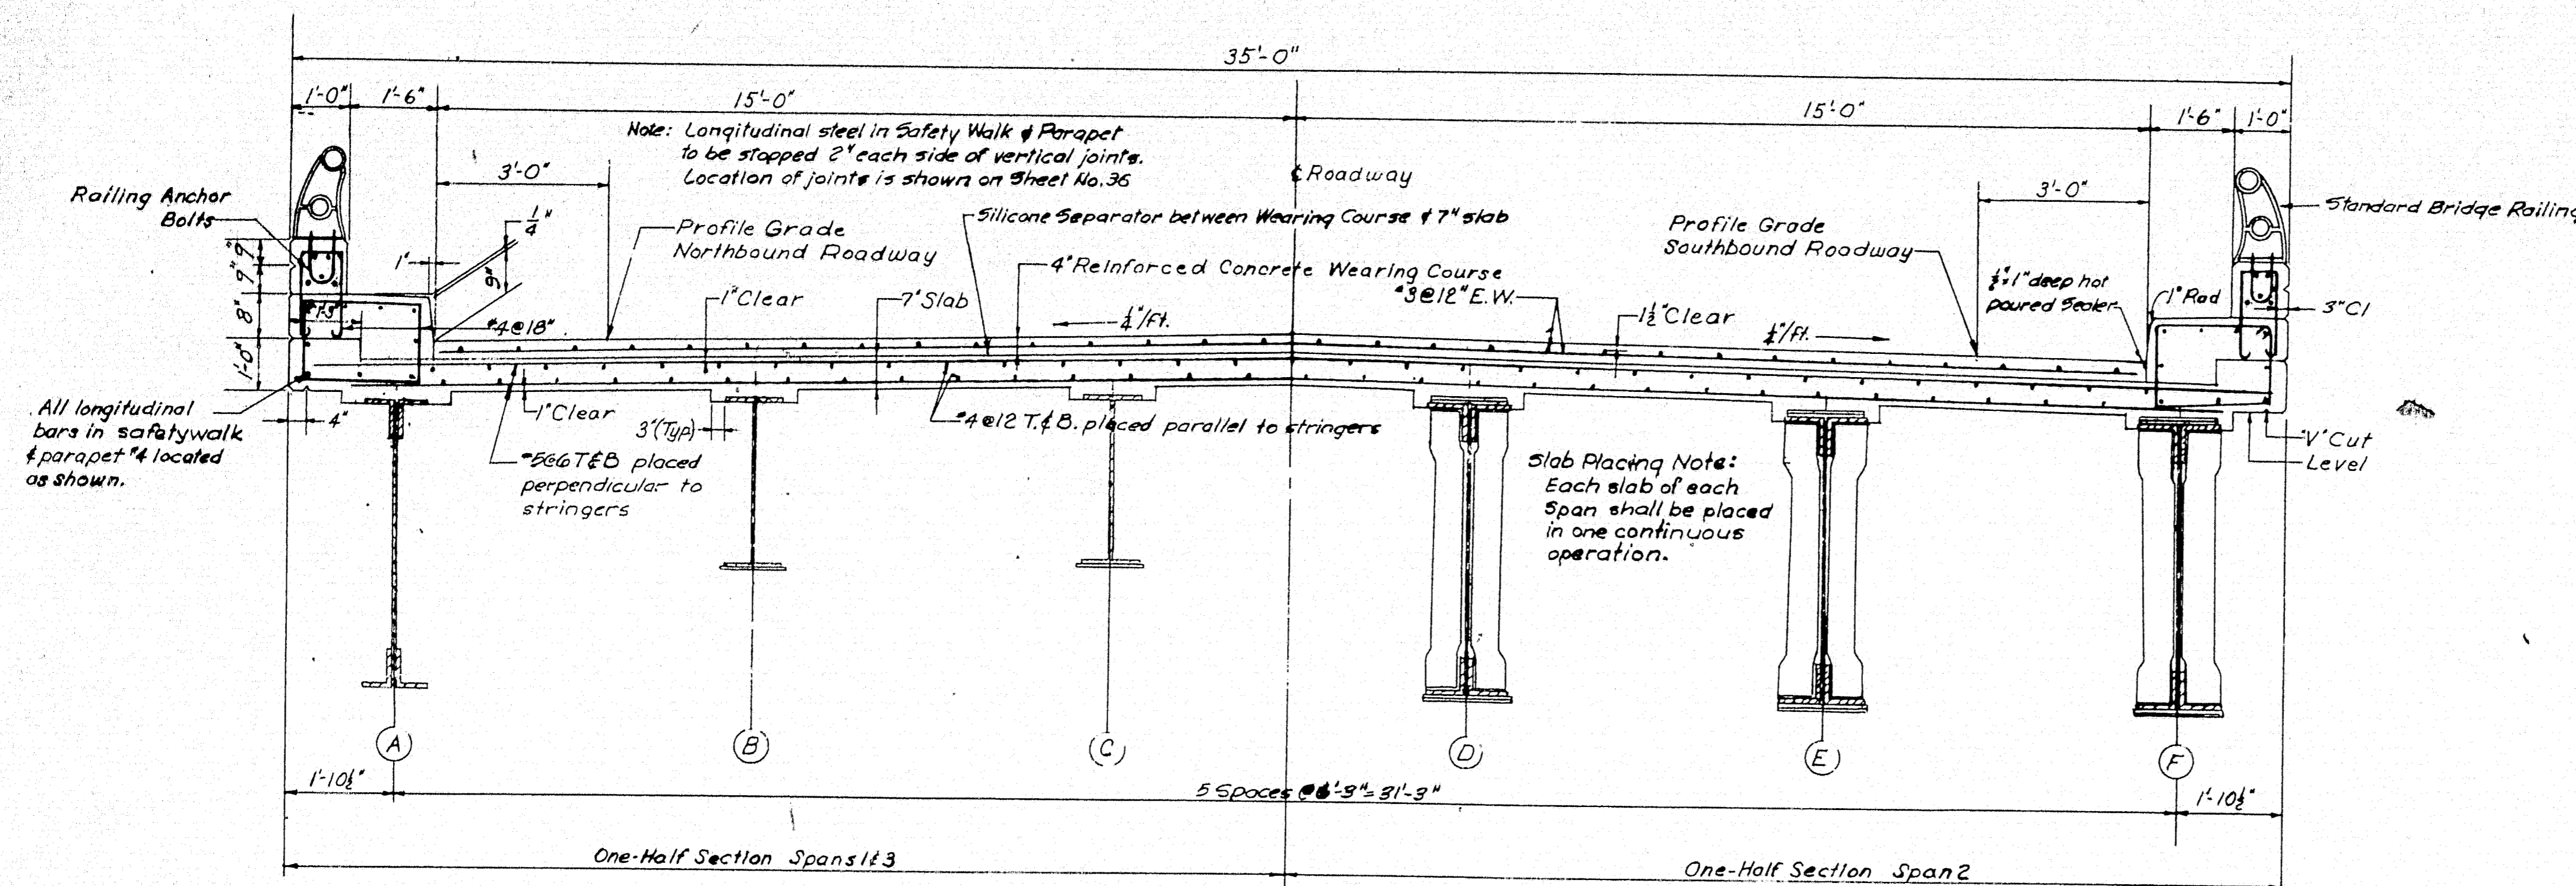 35'-0"
1'-0" 1'-6" 15'-0" 15'-0" 1'-6" 1'-0"
Note: Longitudinal steel in Safety Walk & Parapet
to be stopped 2" each side of vertical joints.
Location of joints is shown on Sheet No.36
3'-0"
℄ Roadway
3'-0"
Railing Anchor
Bolts
Standard Bridge Railing
1/4"
Silicone Separator between Wearing Course & 7" slab
Profile Grade
Northbound Roadway
Profile Grade
Southbound Roadway
9"
9"
8"
1'-0"
1"
9"
4" Reinforced Concrete Wearing Course
#3@12" E.W.
1" Clear
7" Slab
1" deep hot
poured Sealer
1" Rad
3" Cl
#4@18"
1/4"/ft.
1½" Clear
1/4"/ft.
All longitudinal
bars in safetywalk
& parapet #4 located
as shown.
4"
1" Clear
3" (Typ)
#4@12 T.& B. placed parallel to stringers
"V" Cut
Level
#5@6 T&B placed
perpendicular to
stringers
Slab Placing Note:
Each slab of each
Span shall be placed
in one continuous
operation.
A B C D E F
1'-10½" 5 Spaces @ 6'-3" = 31'-3" 1'-10½"
One-Half Section Spans 1&3 One-Half Section Span 2